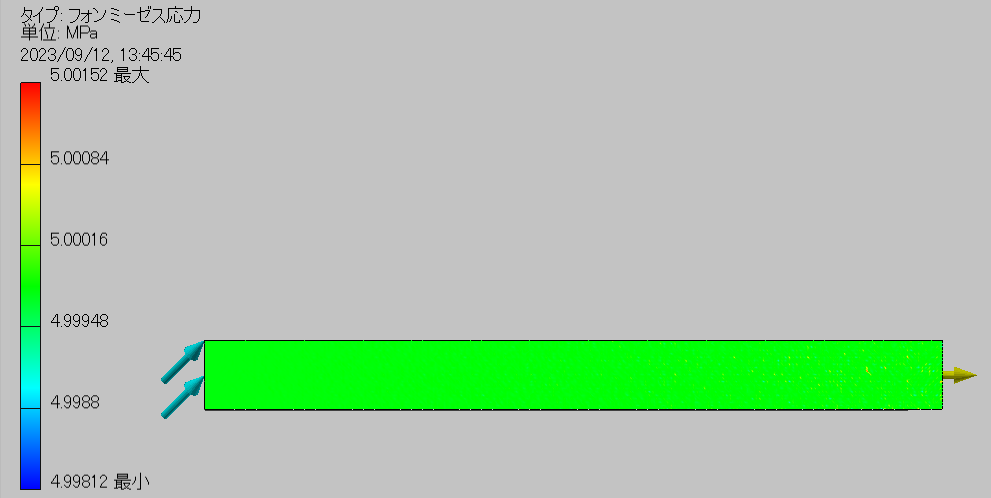 タイプ: フォンミーゼス応力
単位: MPa
2023/09/12, 13:45:45
5.00152 最大
5.00084
5.00016
4.99948
4.9988
4.99812 最小